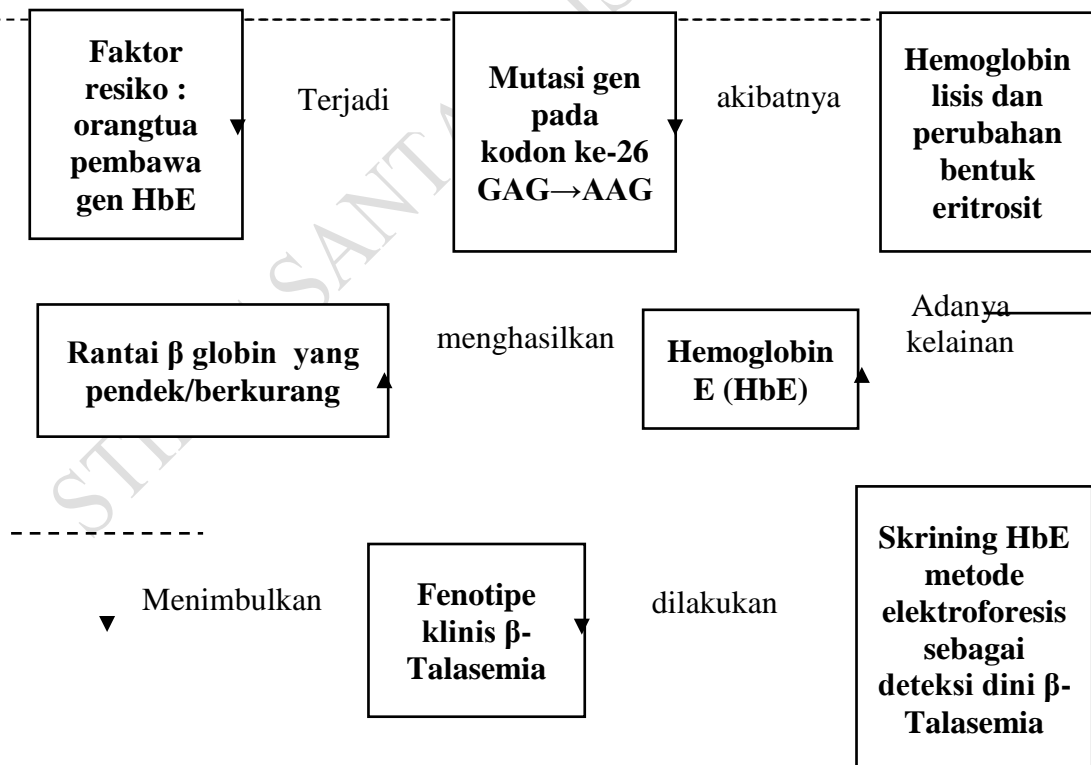 Faktor
resiko :
orangtua
pembawa
gen HbE
Terjadi
Mutasi gen
pada
kodon ke-26
GAG→AAG
akibatnya
Hemoglobin
lisis dan
perubahan
bentuk
eritrosit
Adanya
kelainan
Hemoglobin
E (HbE)
menghasilkan
Rantai β globin yang
pendek/berkurang
Menimbulkan
Fenotipe
klinis β-
Talasemia
dilakukan
Skrining HbE
metode
elektroforesis
sebagai
deteksi dini β-
Talasemia